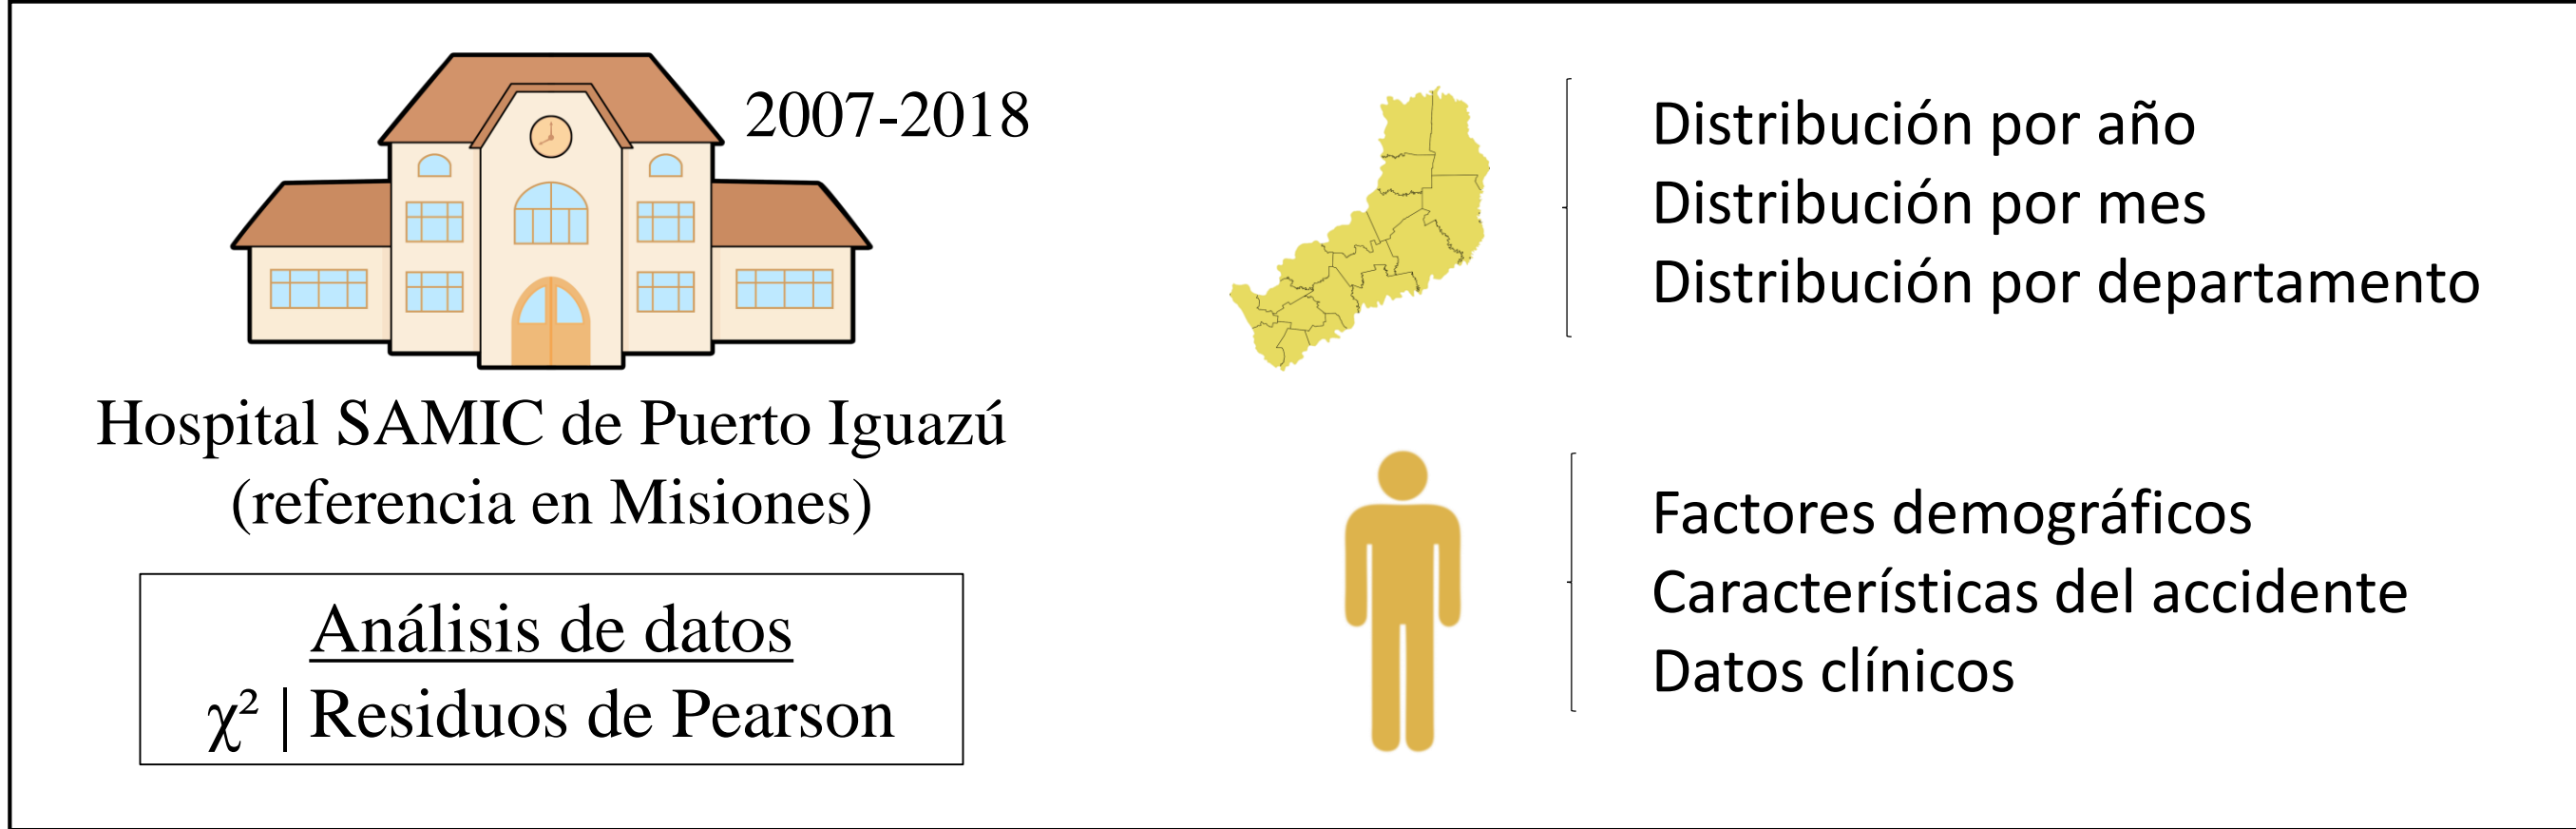 2007-2018
Hospital SAMIC de Puerto Iguazú
(referencia en Misiones)
Análisis de datos
χ² | Residuos de Pearson
Distribución por año
Distribución por mes
Distribución por departamento
Factores demográficos
Características del accidente
Datos clínicos